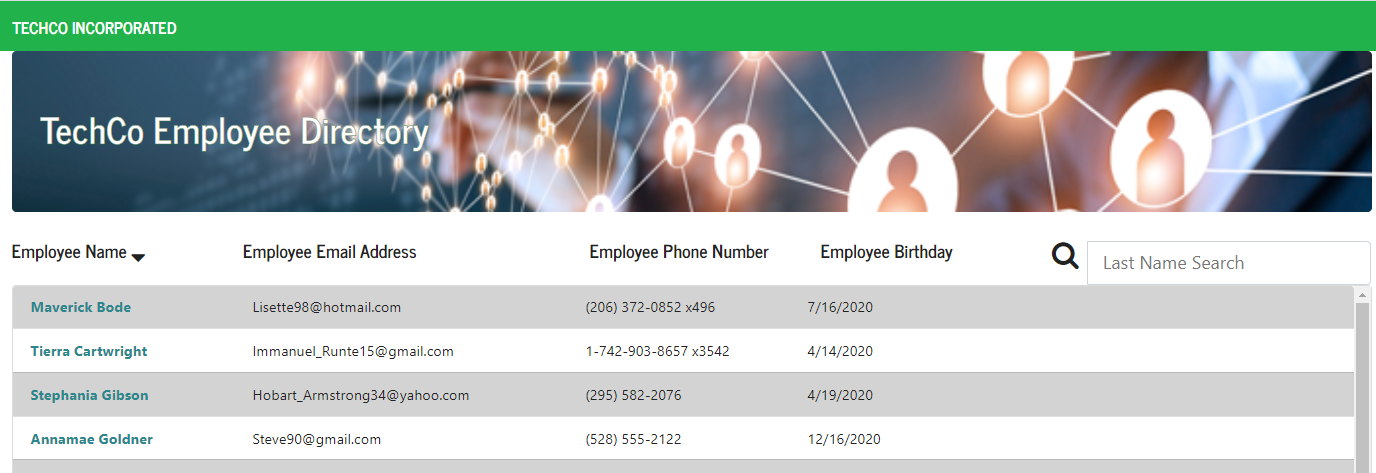 TECHCO INCORPORATED
TechCo Employee Directory
Employee Name Employee Email Address Employee Phone Number Employee Birthday Last Name Search
Maverick Bode Lisette98@hotmail.com (206) 372-0852 x496 7/16/2020
Tierra Cartwright Immanuel_Runte15@gmail.com 1-742-903-8657 x3542 4/14/2020
Stephania Gibson Hobart_Armstrong34@yahoo.com (295) 582-2076 4/19/2020
Annamae Goldner Steve90@gmail.com (528) 555-2122 12/16/2020